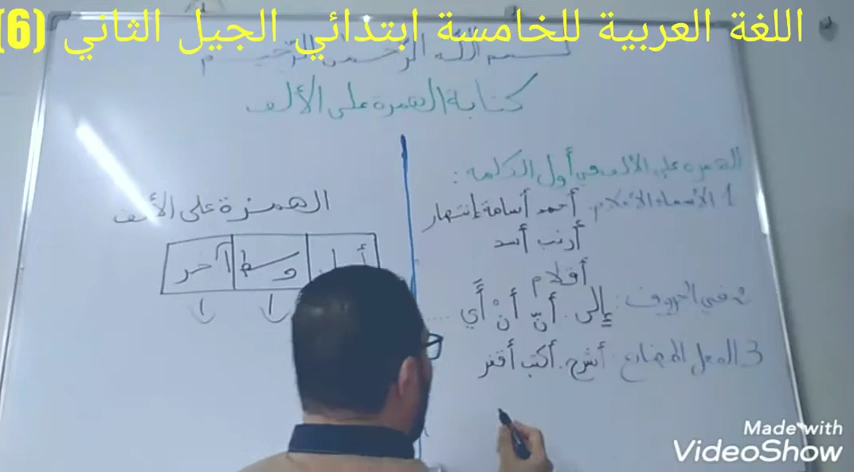 اللغة العربية للخامسة ابتدائي الجيل الثاني (6)
بسم الله الرحمن الرحيم
كتابة الهمزة على الألف
الهمزة على الألف في أول الكلمة:
1 الأسماء الأعلام أحمد أسامة إنتهار
أرنب أسد
أقلام
2 في الحروف: إلى. أنّ أنْ أي ....
3 الفعل المضارع أشرح. أكتب أقفز
الهمزة على الألف
أول وسط آخر
Made with
VideoShow